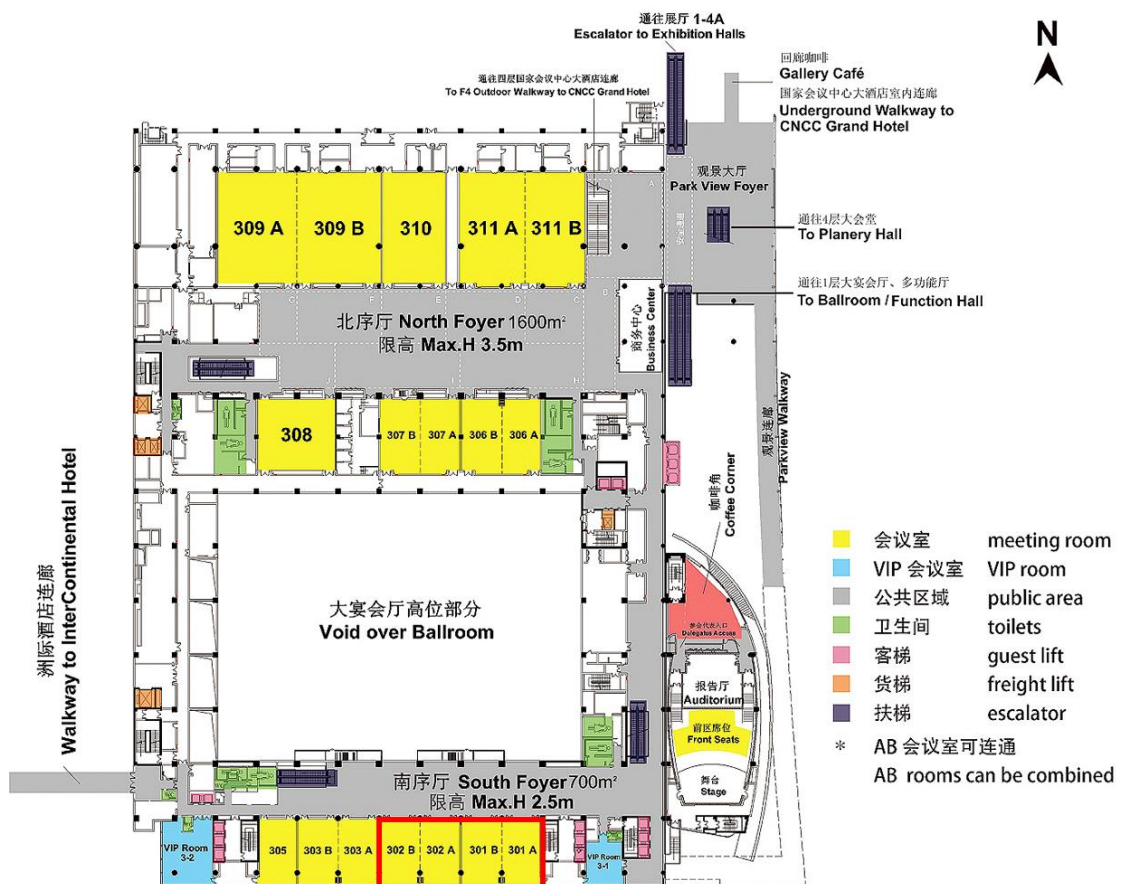 通往展厅 1-4A
Escalator to Exhibition Halls
N
回廊咖啡
Gallery Café
通往四层国家会议中心大酒店连廊
To F4 Outdoor Walkway to CNCC Grand Hotel
国家会议中心大酒店室内连廊
Underground Walkway to
CNCC Grand Hotel
观景大厅
Park View Foyer
安全通道
通往4层大会堂
To Planery Hall
309 A
309 B
310
311 A
311 B
A
通往1层大宴会厅、多功能厅
To Ballroom / Function Hall
G
F
E
D
C
B
北序厅 North Foyer 1600m²
限高 Max.H 3.5m
商务中心
Business Center
J
I
H
308
307 B
307 A
306 B
306 A
观景连廊
Parkview Walkway
咖啡角
Coffee Corner
洲际酒店连廊
Walkway to InterContinental Hotel
大宴会厅高位部分
Void over Ballroom
参会代表入口
Delegatus Access
报告厅
Auditorium
前区席位
Front Seats
舞台
Stage
会议室 meeting room
VIP 会议室 VIP room
公共区域 public area
卫生间 toilets
客梯 guest lift
货梯 freight lift
扶梯 escalator
* AB 会议室可连通
AB rooms can be combined
南序厅 South Foyer 700m²
限高 Max.H 2.5m
VIP Room
3-2
305
303 B
303 A
302 B
302 A
301 B
301 A
VIP Room
3-1